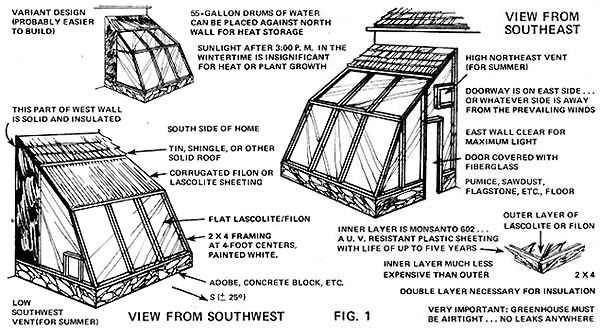 VARIANT DESIGN
(PROBABLY EASIER
TO BUILD)
55-GALLON DRUMS OF WATER
CAN BE PLACED AGAINST NORTH
WALL FOR HEAT STORAGE
SUNLIGHT AFTER 3:00 P. M. IN THE
WINTERTIME IS INSIGNIFICANT
FOR HEAT OR PLANT GROWTH
VIEW FROM
SOUTHEAST
HIGH NORTHEAST VENT
(FOR SUMMER)
DOORWAY IS ON EAST SIDE ...
OR WHATEVER SIDE IS AWAY
FROM THE PREVAILING WINDS
EAST WALL CLEAR FOR
MAXIMUM LIGHT
DOOR COVERED WITH
FIBERGLASS
PUMICE, SAWDUST,
FLAGSTONE, ETC., FLOOR
THIS PART OF WEST WALL
IS SOLID AND INSULATED
SOUTH SIDE OF HOME
TIN, SHINGLE, OR OTHER
SOLID ROOF
CORRUGATED FILON OR
LASCOLITE SHEETING
FLAT LASCOLITE/FILON
2 X 4 FRAMING
AT 4-FOOT CENTERS,
PAINTED WHITE.
ADOBE, CONCRETE BLOCK, ETC.
S (± 25°)
LOW
SOUTHWEST
VENT(FOR SUMMER)
VIEW FROM SOUTHWEST
FIG. 1
INNER LAYER IS MONSANTO 602 ...
A U. V. RESISTANT PLASTIC SHEETING
WITH LIFE OF UP TO FIVE YEARS
INNER LAYER MUCH LESS
EXPENSIVE THAN OUTER
OUTER LAYER OF
LASCOLITE OR FILON
2 X 4
DOUBLE LAYER NECESSARY FOR INSULATION
VERY IMPORTANT: GREENHOUSE MUST
BE AIRTIGHT ... NO LEAKS ANYWHERE